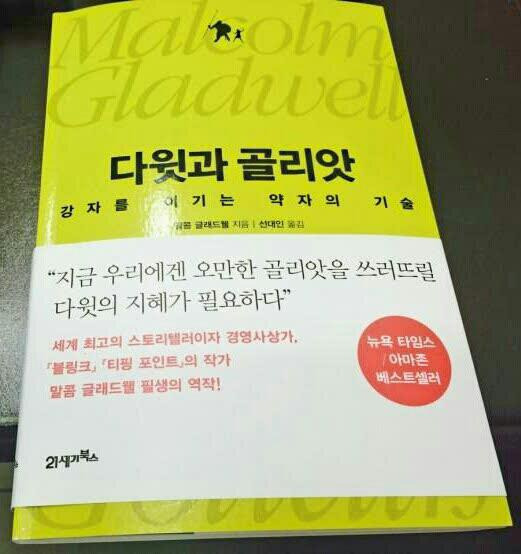 Malcolm
Gladwell
다윗과 골리앗
강자를 이기는 약자의 기술
말콤 글래드웰 지음 | 선대인 옮김
“지금 우리에겐 오만한 골리앗을 쓰러뜨릴
다윗의 지혜가 필요하다”
세계 최고의 스토리텔러이자 경영사상가,
『블링크』『티핑 포인트』의 작가
말콤 글래드웰 필생의 역작!
뉴욕 타임스
/ 아마존
베스트셀러
21세기북스